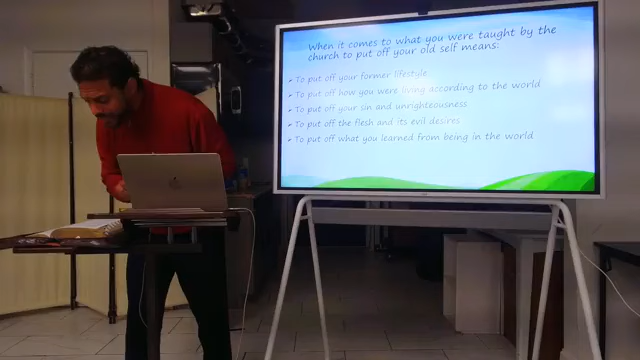 When it comes to what you were taught by the
church to put off your old self means:
➤ To put off your former lifestyle
➤ To put off how you were living according to the world
➤ To put off your sin and unrighteousness
➤ To put off the flesh and its evil desires
➤ To put off what you learned from being in the world